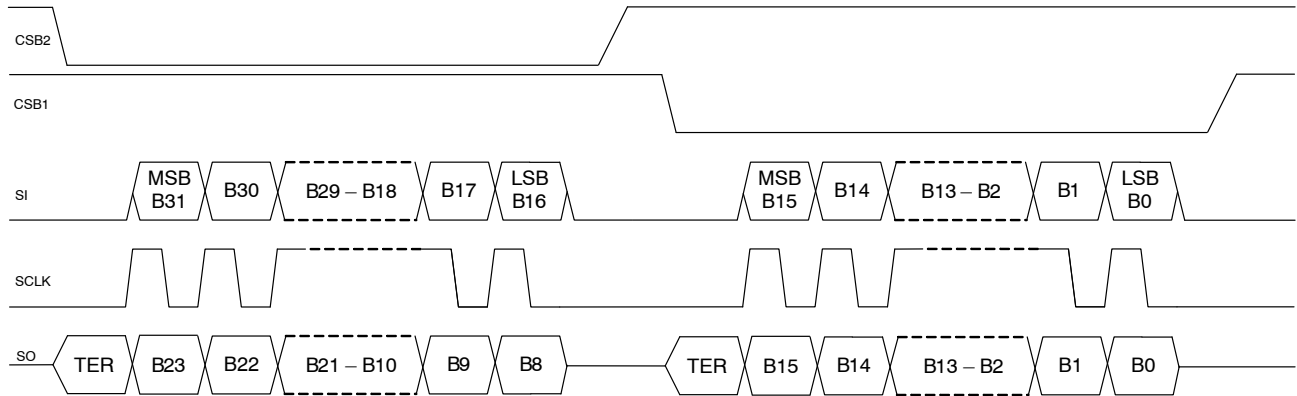 CSB2
CSB1
SI
MSB B31
B30
B29 – B18
B17
LSB B16
MSB B15
B14
B13 – B2
B1
LSB B0
SCLK
SO
TER
B23
B22
B21 – B10
B9
B8
TER
B15
B14
B13 – B2
B1
B0